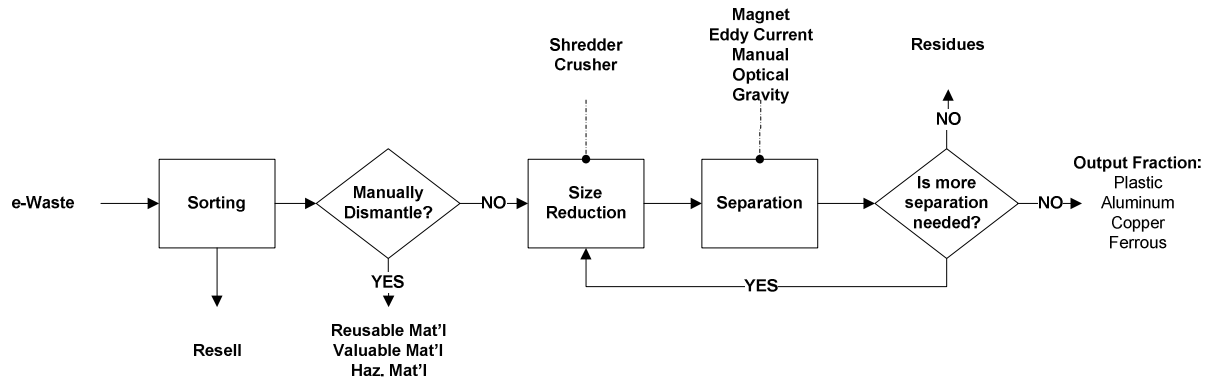 Magnet
Eddy Current
Manual
Optical
Gravity
Shredder
Crusher
Residues
NO
e-Waste
Sorting
Manually
Dismantle?
NO
Size
Reduction
Separation
Is more
separation
needed?
NO
Output Fraction:
Plastic
Aluminum
Copper
Ferrous
YES
YES
Resell
Reusable Mat'l
Valuable Mat'l
Haz, Mat'l